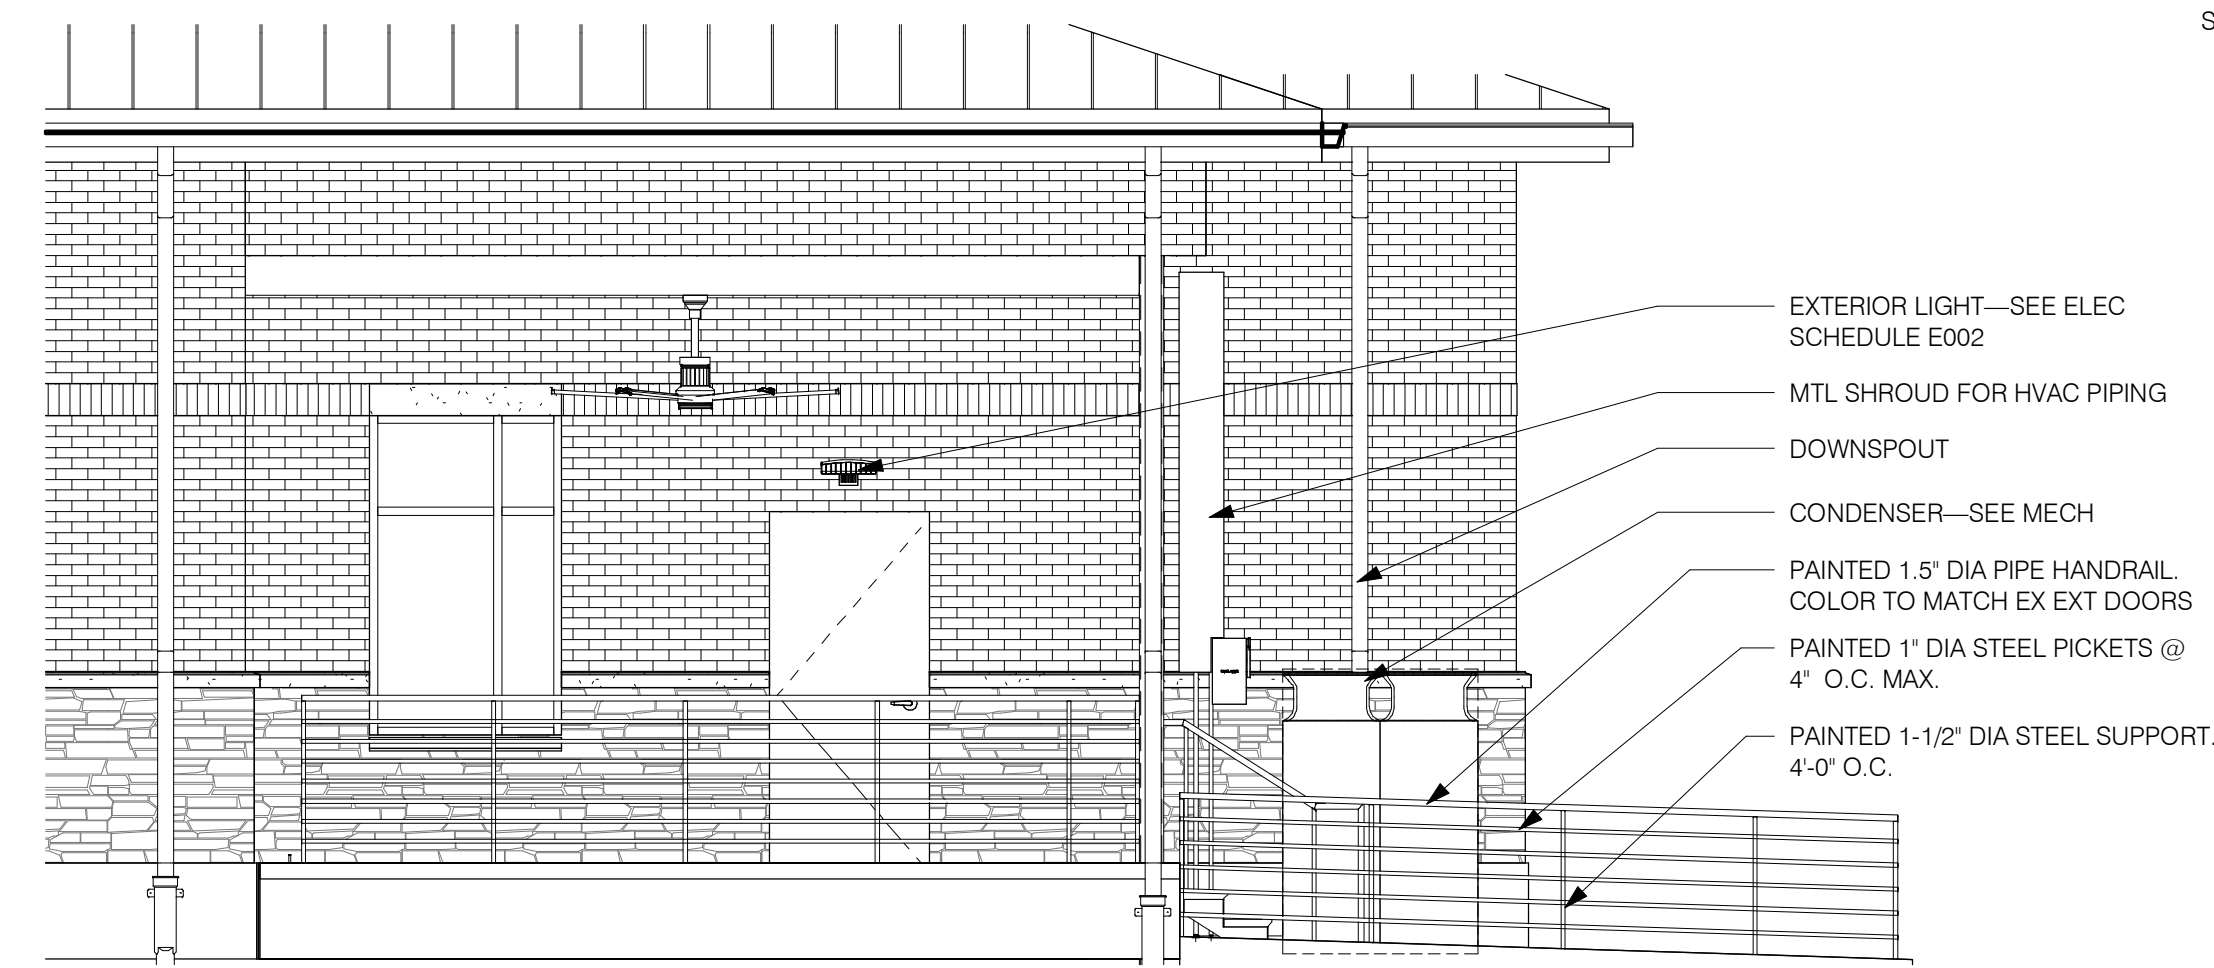 S
EXTERIOR LIGHT—SEE ELEC
SCHEDULE E002
MTL SHROUD FOR HVAC PIPING
DOWNSPOUT
CONDENSER—SEE MECH
PAINTED 1.5" DIA PIPE HANDRAIL.
COLOR TO MATCH EX EXT DOORS
PAINTED 1" DIA STEEL PICKETS @
4" O.C. MAX.
PAINTED 1-1/2" DIA STEEL SUPPORT.
4'-0" O.C.